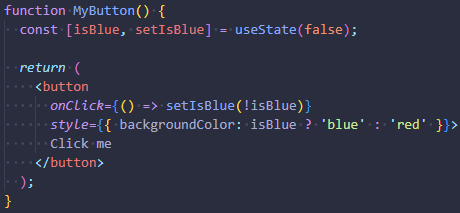 function MyButton() {
  const [isBlue, setIsBlue] = useState(false);

  return (
    <button
      onClick={() => setIsBlue(!isBlue)}
      style={{ backgroundColor: isBlue ? 'blue' : 'red' }}>
      Click me
    </button>
  );
}